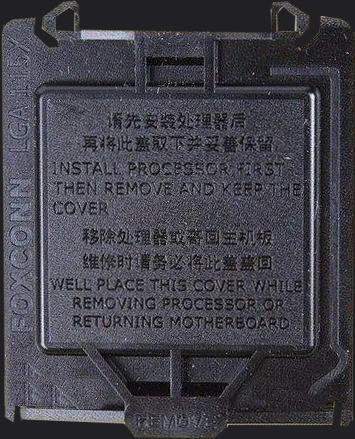 请先安装处理器后
再将此盖取下并妥善保留
INSTALL PROCESSOR FIRST
THEN REMOVE AND KEEP THE
COVER
移除处理器或寄回主机板
维修时请务必将此盖盖回
WELL PLACE THIS COVER WHILE
REMOVING PROCESSOR OR
RETURNING MOTHERBOARD
FOXCONN LGA115X
REMOVE